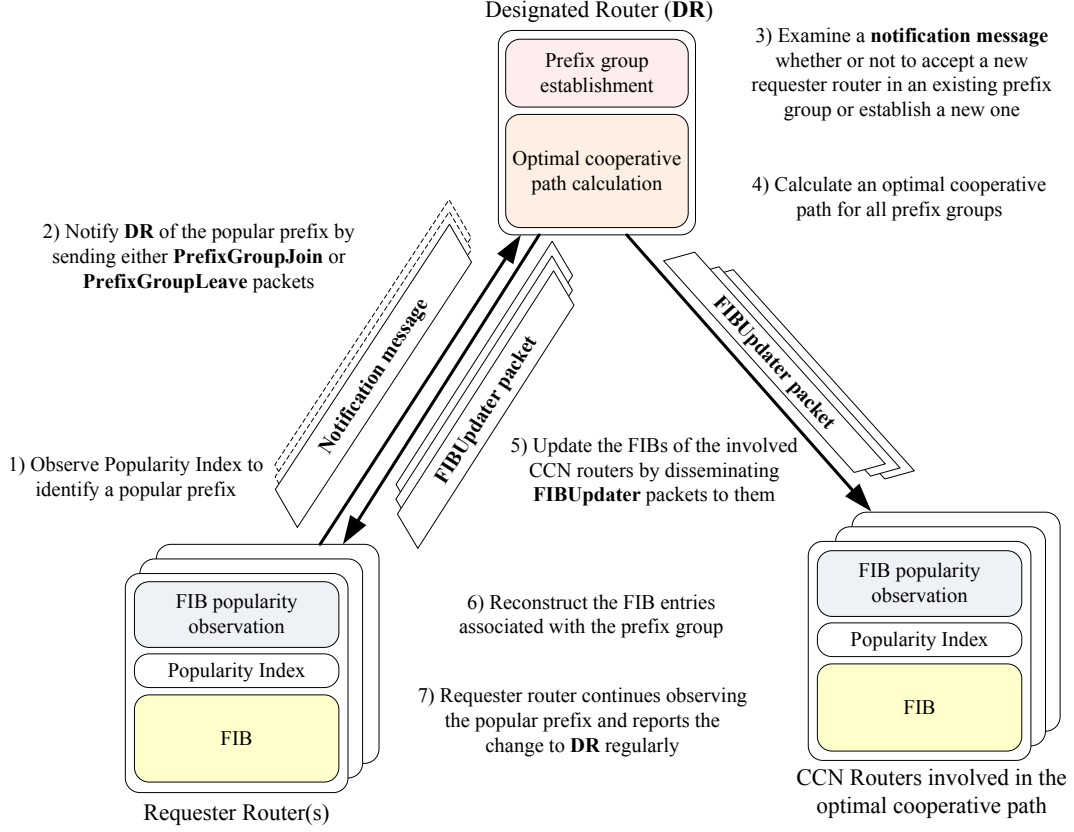 Designated Router (DR)
Prefix group
establishment
Optimal cooperative
path calculation
3) Examine a notification message
whether or not to accept a new
requester router in an existing prefix
group or establish a new one
4) Calculate an optimal cooperative
path for all prefix groups
2) Notify DR of the popular prefix by
sending either PrefixGroupJoin or
PrefixGroupLeave packets
Notification message
FIBUpdater packet
FIBUpdater packet
1) Observe Popularity Index to
identify a popular prefix
5) Update the FIBs of the involved
CCN routers by disseminating
FIBUpdater packets to them
FIB popularity
observation
Popularity Index
FIB
Requester Router(s)
6) Reconstruct the FIB entries
associated with the prefix group
7) Requester router continues observing
the popular prefix and reports the
change to DR regularly
FIB popularity
observation
Popularity Index
FIB
CCN Routers involved in the
optimal cooperative path